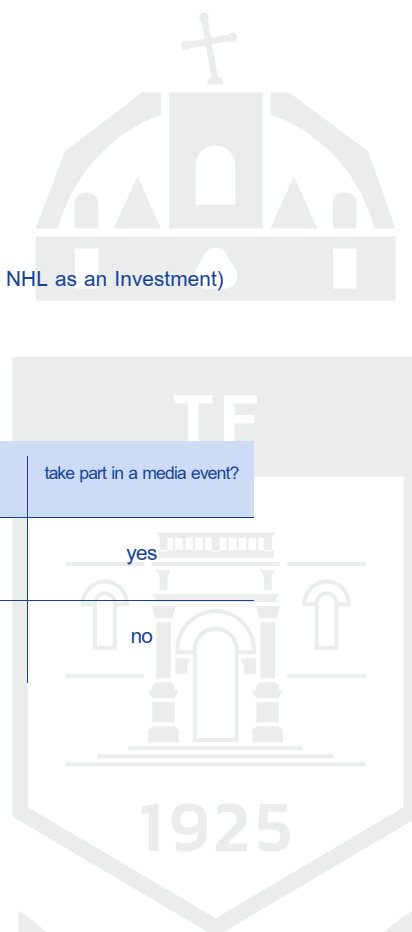 NHL as an Investment)
TF
take part in a media event?
yes
no
1925